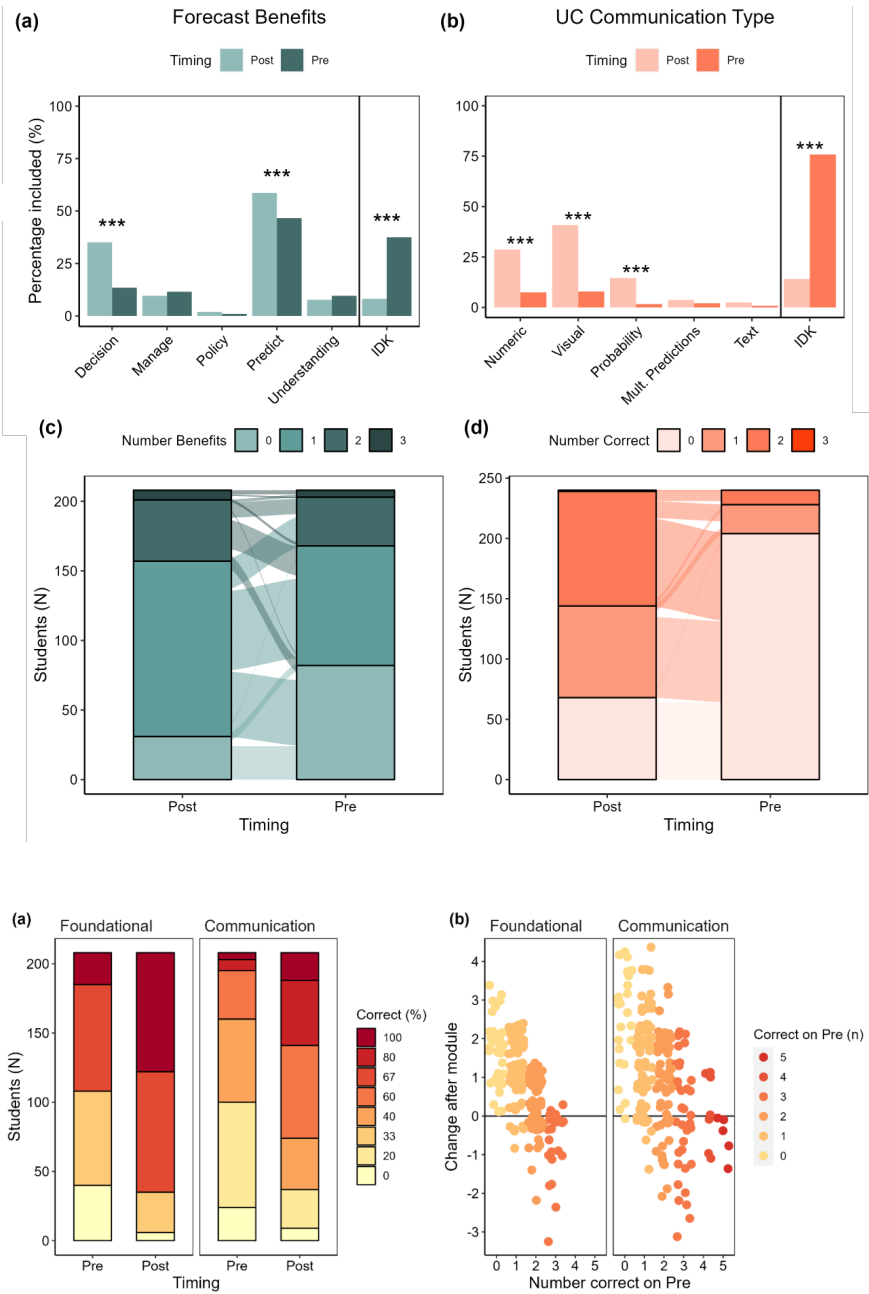 (a) Forecast Benefits
Timing Post Pre
Percentage included (%)
100
75
50
25
0
***
***
***
Decision
Manage
Policy
Predict
Understanding
IDK
(b) UC Communication Type
Timing Post Pre
100
75
50
25
0
***
***
***
***
Numeric
Visual
Probability
Mult. Predictions
Text
IDK
(c)
Number Benefits 0 1 2 3
Students (N)
200
150
100
50
0
Post Pre
Timing
(d)
Number Correct 0 1 2 3
Students (N)
250
200
150
100
50
0
Post Pre
Timing
(a)
Foundational Communication
Students (N)
200
150
100
50
0
Pre Post Pre Post
Timing
Correct (%)
100
80
67
60
40
33
20
0
(b)
Foundational Communication
Change after module
4
3
2
1
0
-1
-2
-3
0 1 2 3 4 5 0 1 2 3 4 5
Number correct on Pre
Correct on Pre (n)
5
4
3
2
1
0